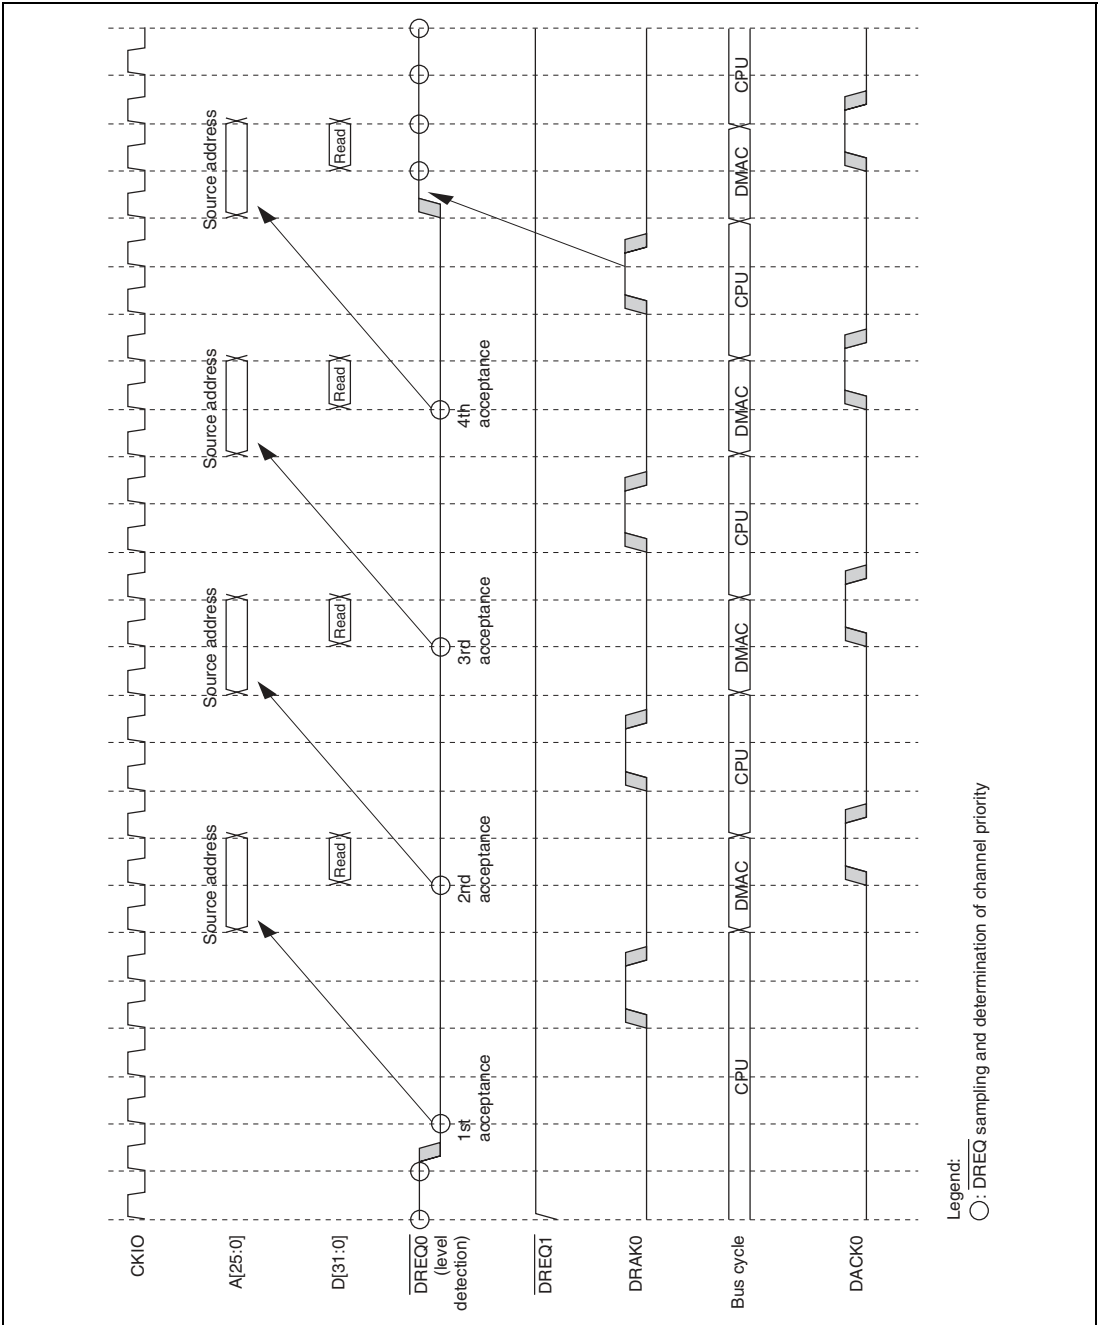 CKIO
A[25:0]
Source address
Source address
Source address
Source address
D[31:0]
Read
Read
Read
Read
DREQ0
(level
detection)
1st
acceptance
2nd
acceptance
3rd
acceptance
4th
acceptance
DREQ1
DRAK0
Bus cycle
CPU
DMAC
CPU
DMAC
CPU
DMAC
CPU
DMAC
CPU
DACK0
Legend:
: DREQ sampling and determination of channel priority